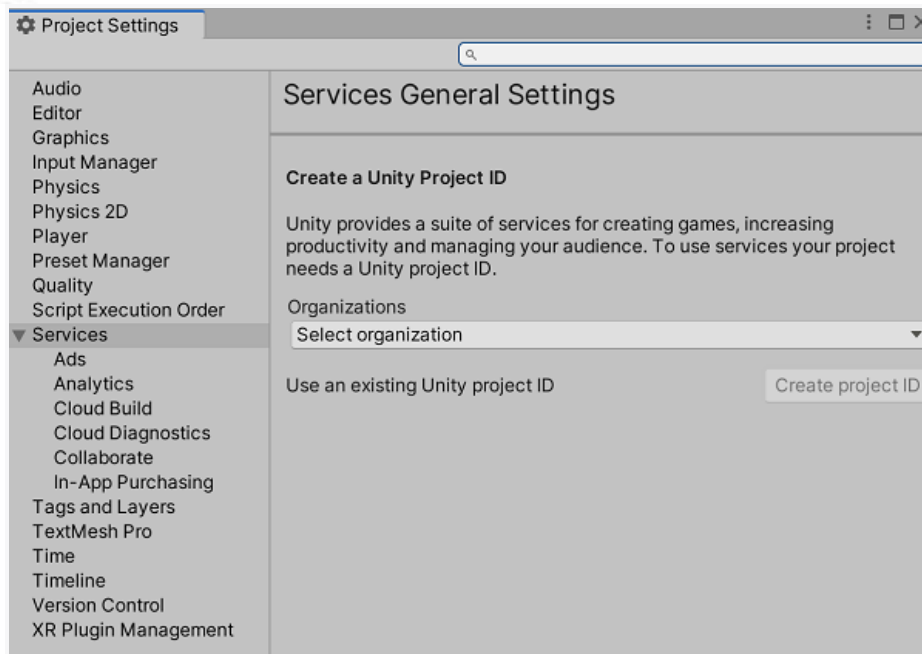 Project Settings
Audio
Editor
Graphics
Input Manager
Physics
Physics 2D
Player
Preset Manager
Quality
Script Execution Order
Services
Ads
Analytics
Cloud Build
Cloud Diagnostics
Collaborate
In-App Purchasing
Tags and Layers
TextMesh Pro
Time
Timeline
Version Control
XR Plugin Management
Services General Settings
Create a Unity Project ID
Unity provides a suite of services for creating games, increasing
productivity and managing your audience. To use services your project
needs a Unity project ID.
Organizations
Select organization
Use an existing Unity project ID
Create project ID